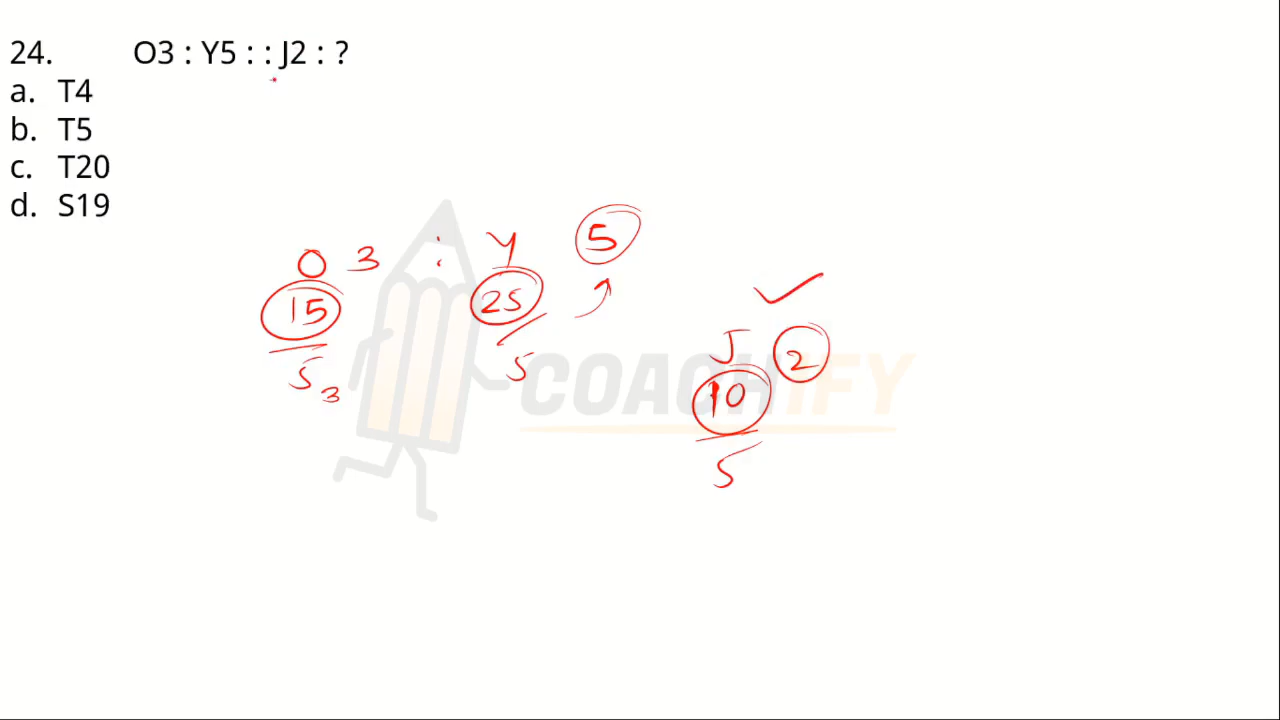 24. O3 : Y5 : : J2 : ?
a. T4
b. T5
c. T20
d. S19
O 3 : Y 5
15 25
5 3 5
J 2
10
5
COACHIFY